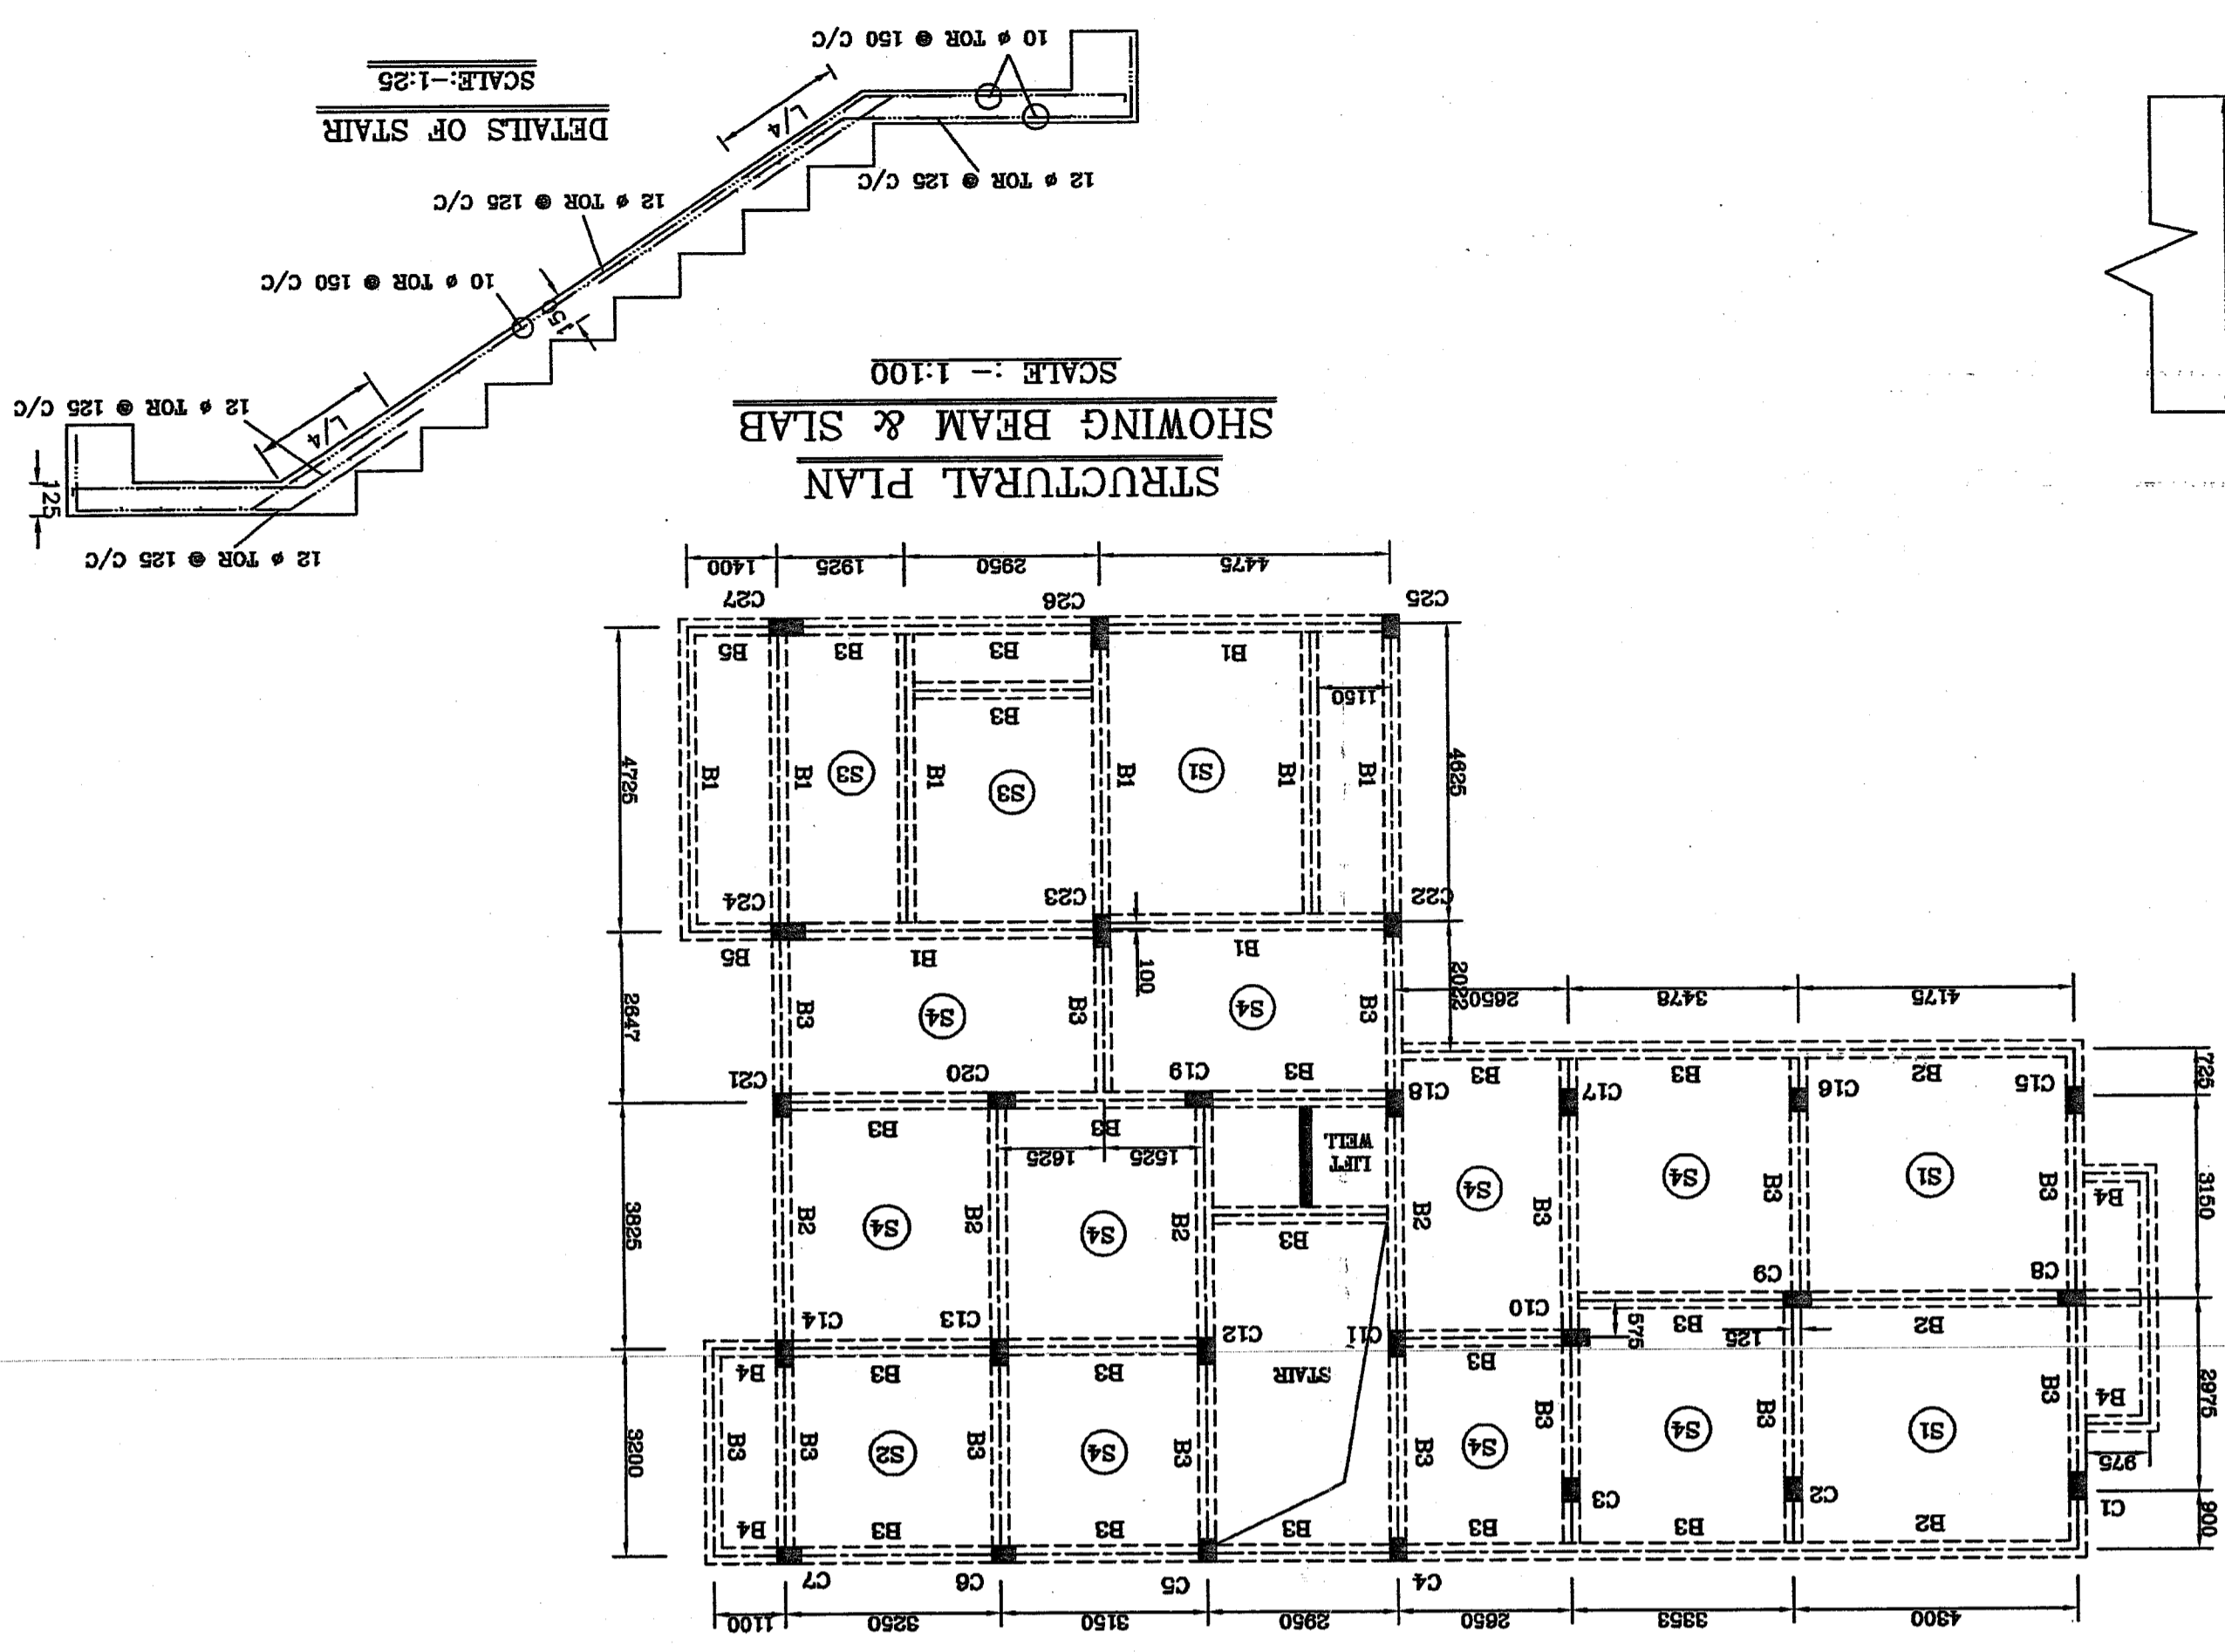 4300 3353 2650 2950 3150 3250 1100
C4 C5 C6 C7
900
C1 B2 C2 B3 C3 B3 B3 B3 B3 B4
975
2975
B4 B3 S1 B3 S4 B3 S4 B3 B3 S4 B3 S2 B3 B3
3200
STAIR
B2 125 B3 575 B3 B3 B3 B4
C8 C9 C10 C11 C12 C13 C14
3150
B4 B3 S1 B3 S4 B3 S4 B2 B3 B2 S4 B2 S4 B2
3825
LIFT
WELL
1525 1625
725
C15 C16 C17 C18 B3 B3
B2 B3 B3 B3 C19 C20 C21
4175 3478 2650
2022
B3 S4 B3 S4 B3
2647
100
B1 B1 B5
C22 C23 C24
4625
B1 B1 S1 B1 S3 B1 S3 B1 B1
4725
1150
B3
B1 B3 B3 B5
C25 C26 C27
4475 2950 1925 1400
STRUCTURAL PLAN
SHOWING BEAM & SLAB
SCALE :- 1:100
12 ø TOR @ 125 C/C
125
L/4
12 ø TOR @ 125 C/C
150
10 ø TOR @ 150 C/C
12 ø TOR @ 125 C/C
12 ø TOR @ 125 C/C
L/4
10 ø TOR @ 150 C/C
DETAILS OF STAIR
SCALE:-1:25